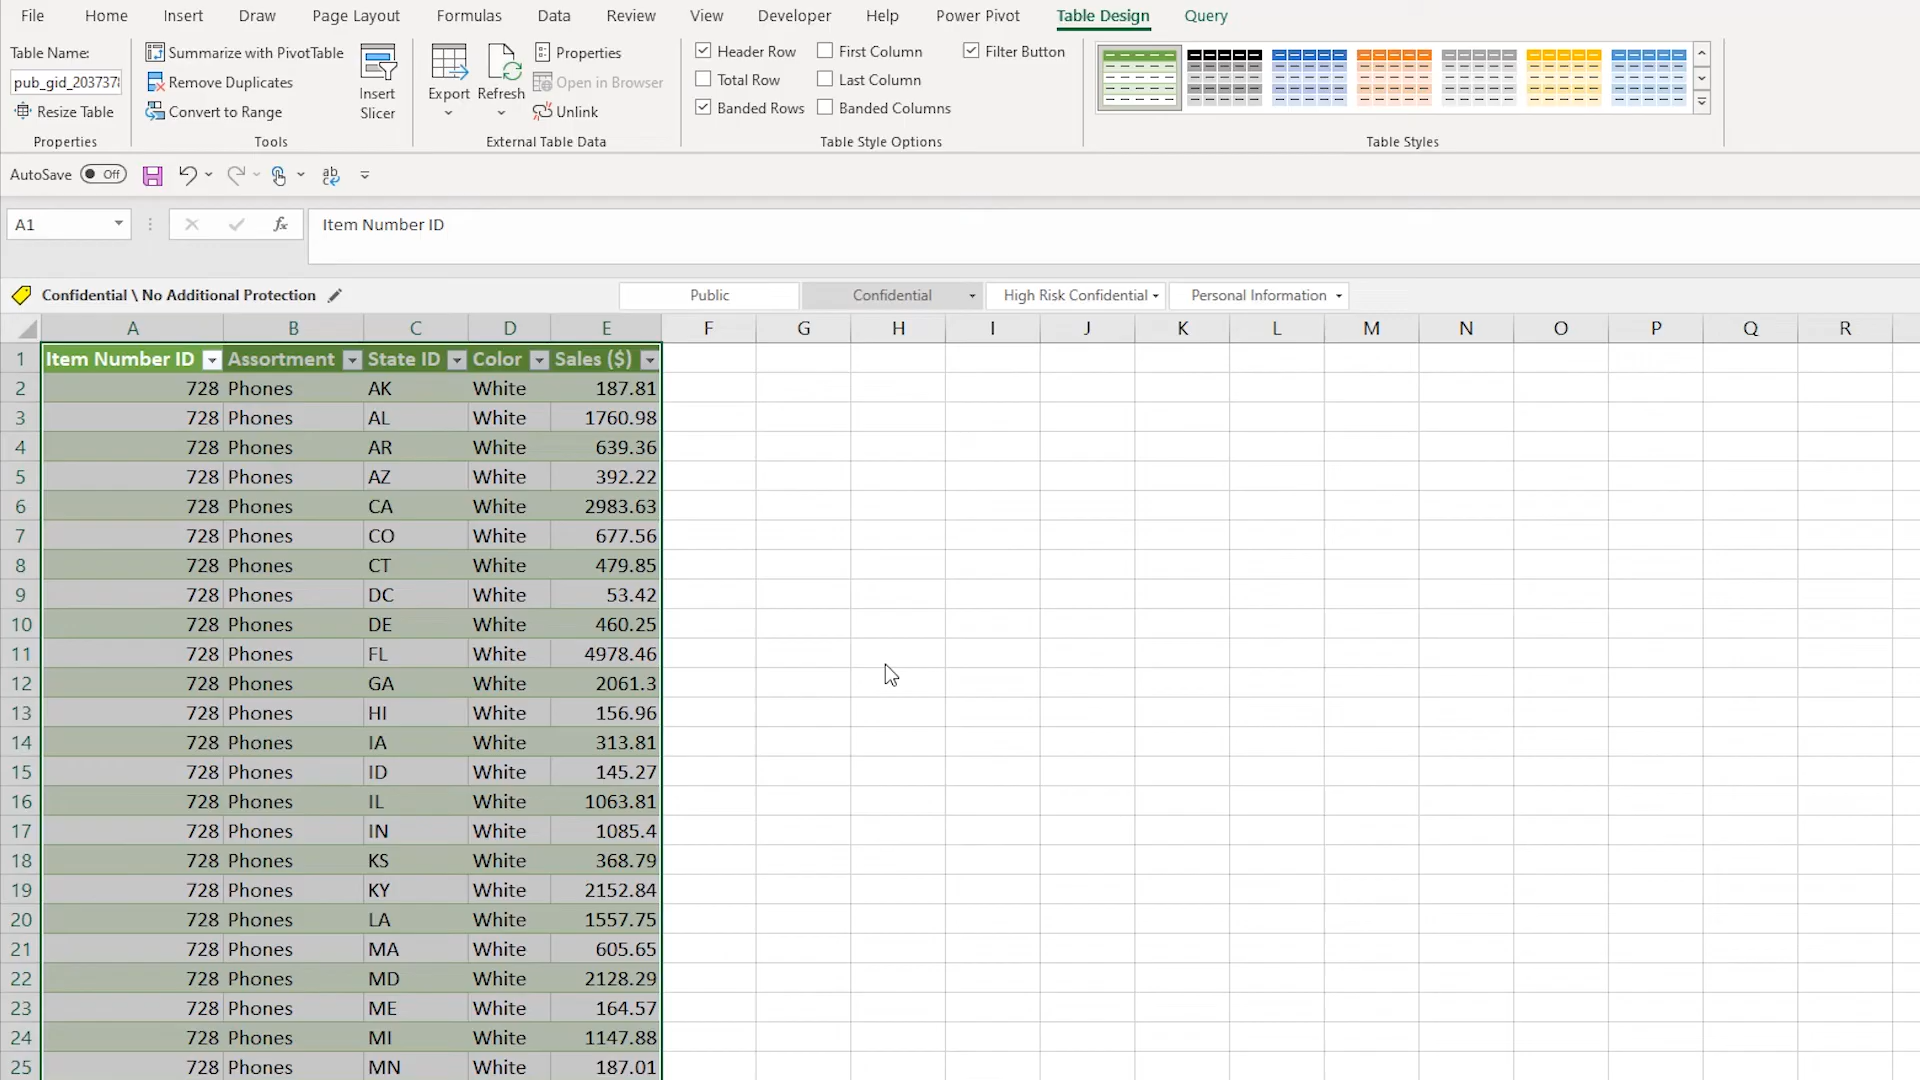 File Home Insert Draw Page Layout Formulas Data Review View Developer Help Power Pivot Table Design Query
Table Name:
pub_gid_203737
Resize Table
Properties
Summarize with PivotTable
Remove Duplicates
Convert to Range
Insert
Slicer
Tools
Export
Refresh
Properties
Open in Browser
Unlink
External Table Data
Header Row First Column Filter Button
Total Row Last Column
Banded Rows Banded Columns
Table Style Options
Table Styles
AutoSave Off
A1 fx Item Number ID
Confidential \ No Additional Protection Public Confidential High Risk Confidential Personal Information
A B C D E F G H I J K L M N O P Q R
1 Item Number ID Assortment State ID Color Sales ($)
2 728 Phones AK White 187.81
3 728 Phones AL White 1760.98
4 728 Phones AR White 639.36
5 728 Phones AZ White 392.22
6 728 Phones CA White 2983.63
7 728 Phones CO White 677.56
8 728 Phones CT White 479.85
9 728 Phones DC White 53.42
10 728 Phones DE White 460.25
11 728 Phones FL White 4978.46
12 728 Phones GA White 2061.3
13 728 Phones HI White 156.96
14 728 Phones IA White 313.81
15 728 Phones ID White 145.27
16 728 Phones IL White 1063.81
17 728 Phones IN White 1085.4
18 728 Phones KS White 368.79
19 728 Phones KY White 2152.84
20 728 Phones LA White 1557.75
21 728 Phones MA White 605.65
22 728 Phones MD White 2128.29
23 728 Phones ME White 164.57
24 728 Phones MI White 1147.88
25 728 Phones MN White 187.01